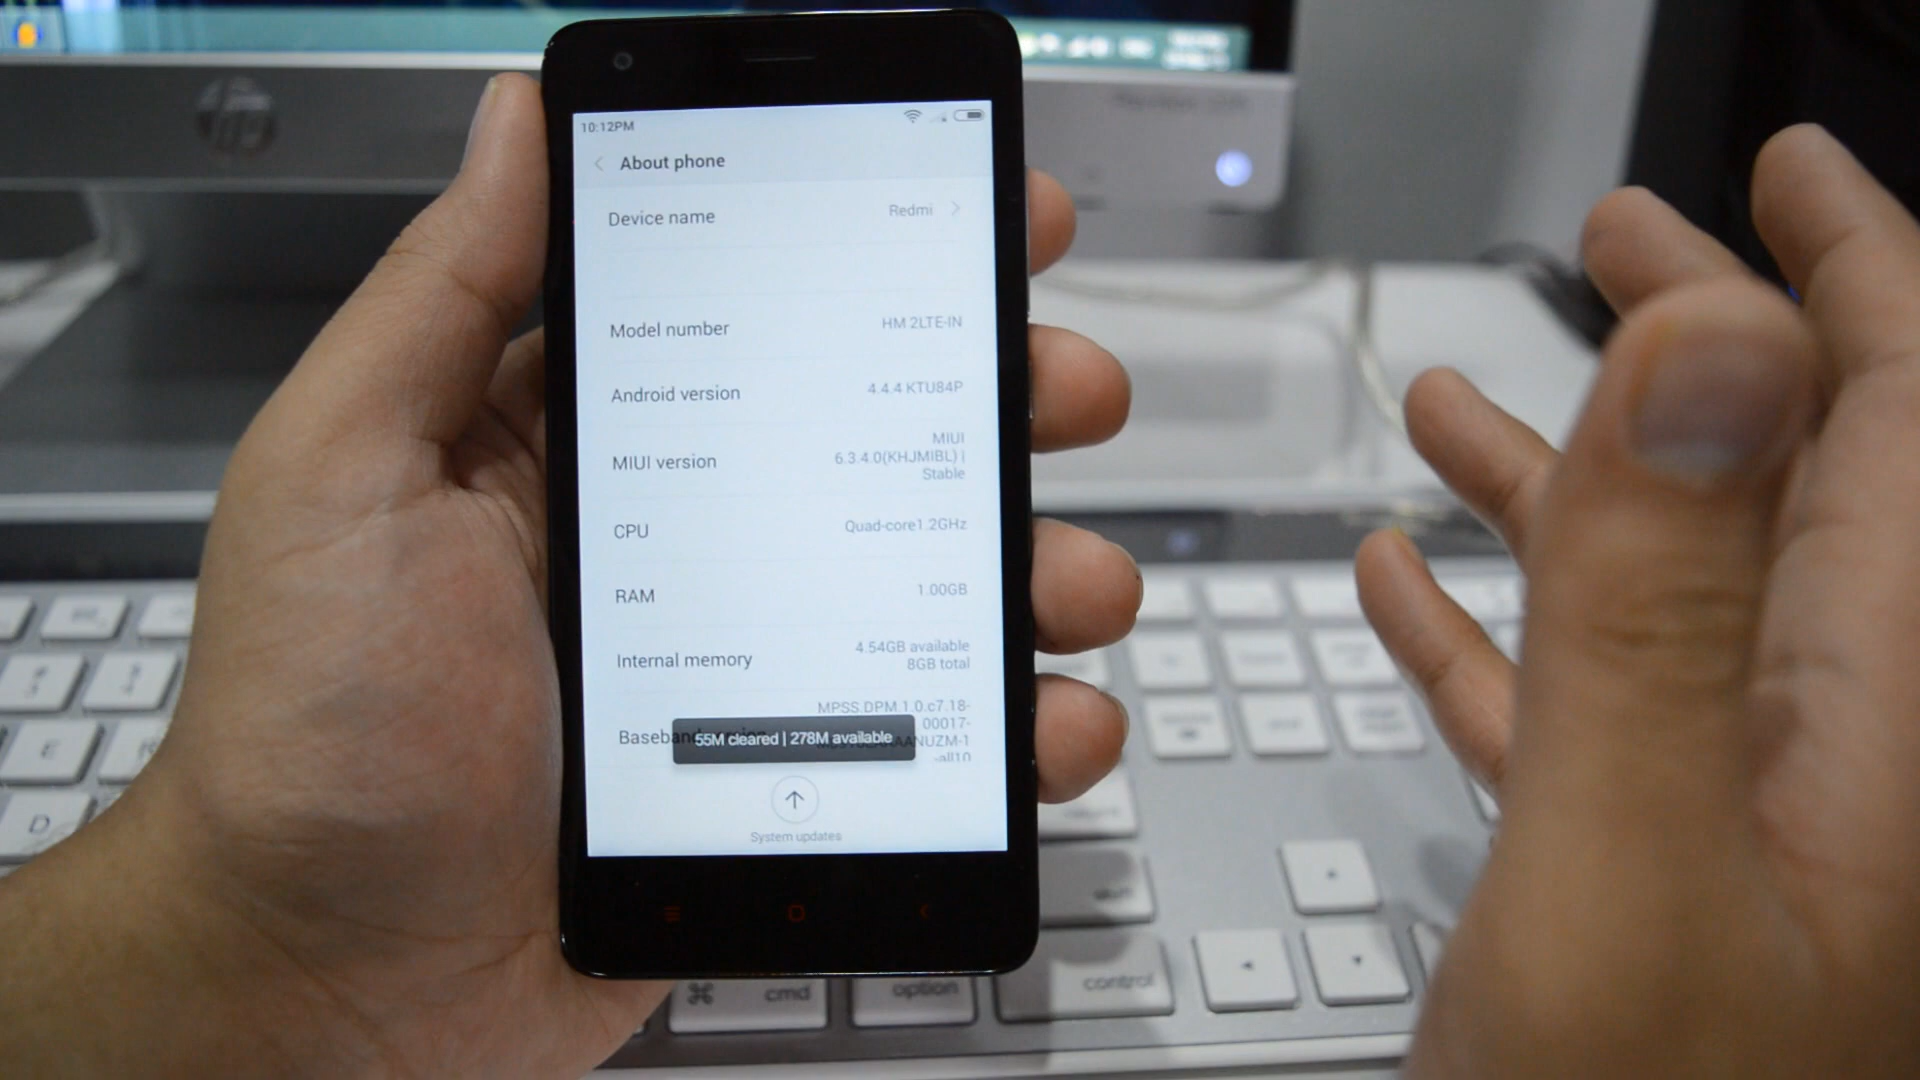 hp
10:12PM
About phone
Device name
Redmi
Model number
HM 2LTE-IN
Android version
4.4.4 KTU84P
MIUI version
MIUI
6.3.4.0(KHJMIBL) |
Stable
CPU
Quad-core1.2GHz
RAM
1.00GB
Internal memory
4.54GB available
8GB total
MPSS.DPM.1.0.c7.18-
00017-
55M cleared | 278M available
System updates
E
D
⌘ cmd
option
control